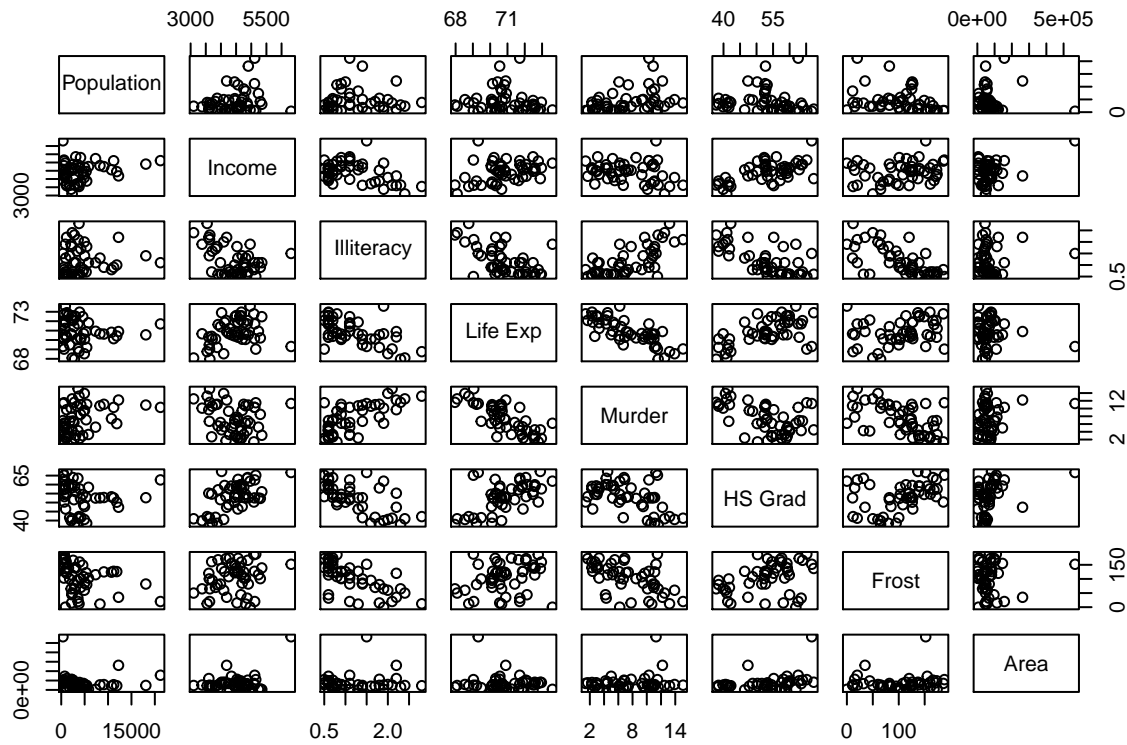 3000 5500
68 71
40 55
0e+00 5e+05
Population
0
3000
Income
Illiteracy
0.5
68 73
Life Exp
Murder
2 12
40 65
HS Grad
Frost
0 150
0e+00
Area
0 15000
0.5 2.0
2 8 14
0 100